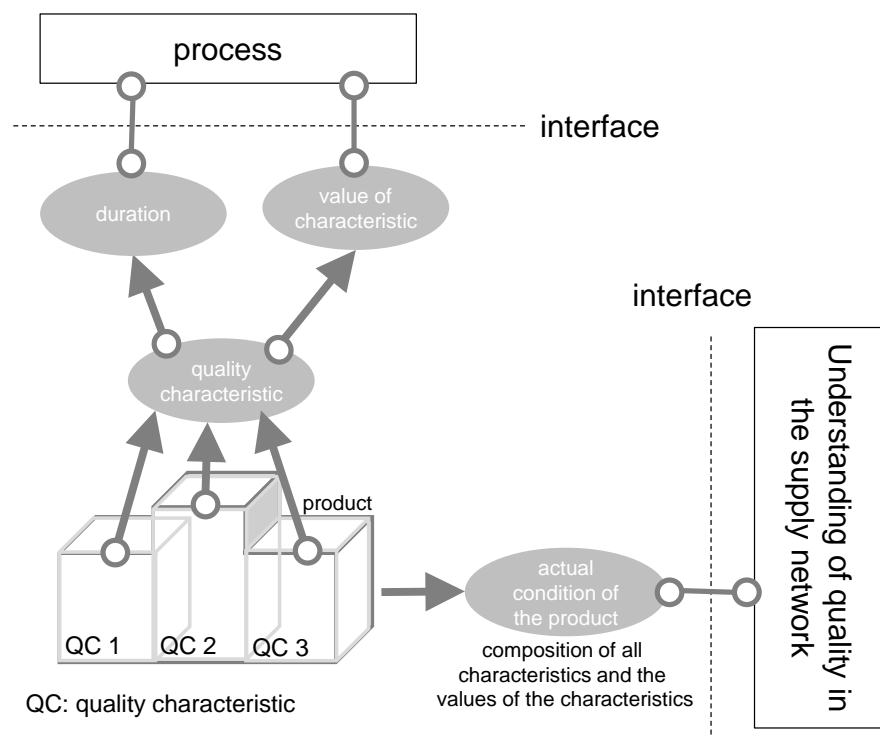 process
interface
duration
value of
characteristic
interface
quality
characteristic
product
QC 1
QC 2
QC 3
actual
condition of
the product
composition of all
characteristics and the
values of the characteristics
Understanding of quality in
the supply network
QC: quality characteristic